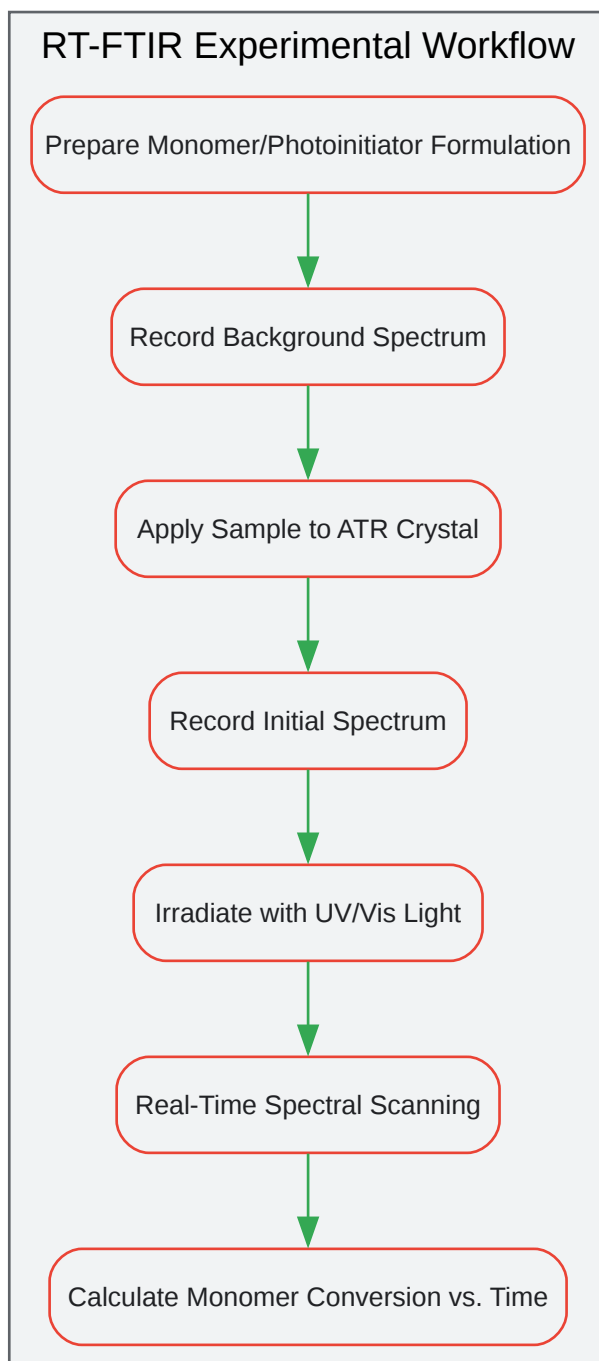 RT-FTIR Experimental Workflow
Prepare Monomer/Photoinitiator Formulation
Record Background Spectrum
Apply Sample to ATR Crystal
Record Initial Spectrum
Irradiate with UV/Vis Light
Real-Time Spectral Scanning
Calculate Monomer Conversion vs. Time